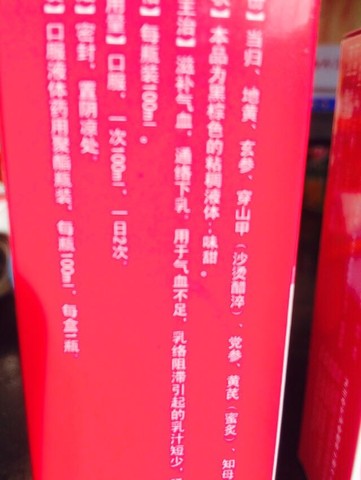 】当归、地黄、玄参、穿山甲(沙烫醋淬)、党参、黄芪(蜜炙)、知母
状】本品为黑棕色的粘稠液体,味甜。
主治】滋补气血,通络下乳。用于气血不足,乳络阻滞引起的乳汁短少,
】每瓶装100ml。
】口服,一次100ml,一日2次。
】密封,置阴凉处。
】口服液体药用聚酯瓶装,每瓶100ml,每盒一瓶。